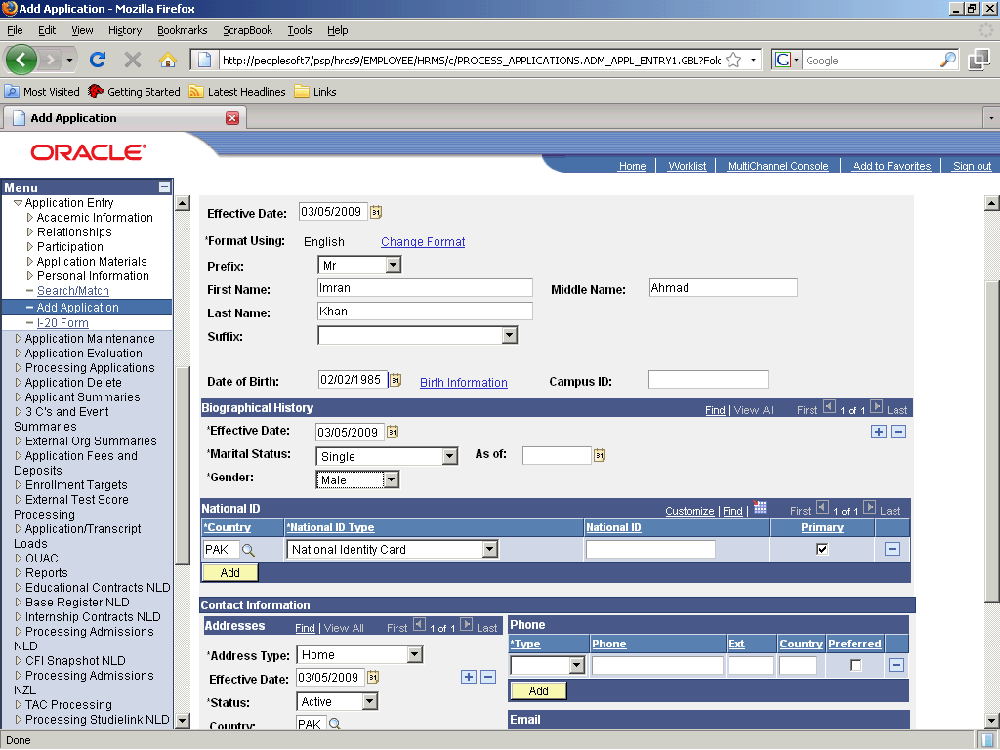 Add Application - Mozilla Firefox
File Edit View History Bookmarks ScrapBook Tools Help
http://peoplesoft7/psp/hrcs9/EMPLOYEE/HRMS/c/PROCESS_APPLICATIONS.ADM_APPL_ENTRY1.GBL?Fold
G Google
Most Visited Getting Started Latest Headlines Links
Add Application
ORACLE
Home Worklist MultiChannel Console Add to Favorites Sign out
Menu
Application Entry
Academic Information
Relationships
Participation
Application Materials
Personal Information
Search/Match
Add Application
I-20 Form
Application Maintenance
Application Evaluation
Processing Applications
Application Delete
Applicant Summaries
3 C's and Event
Summaries
External Org Summaries
Application Fees and
Deposits
Enrollment Targets
External Test Score
Processing
Application/Transcript
Loads
OUAC
Reports
Educational Contracts NLD
Base Register NLD
Internship Contracts NLD
Processing Admissions
NLD
CFI Snapshot NLD
Processing Admissions
NZL
TAC Processing
Processing Studielink NLD
Effective Date: 03/05/2009 31
*Format Using: English Change Format
Prefix: Mr
First Name: Imran Middle Name: Ahmad
Last Name: Khan
Suffix:
Date of Birth: 02/02/1985 31 Birth Information Campus ID:
Biographical History Find | View All First 1 of 1 Last
*Effective Date: 03/05/2009 31
*Marital Status: Single As of: 31
*Gender: Male
National ID Customize | Find | First 1 of 1 Last
*Country *National ID Type National ID Primary
PAK National Identity Card
Add
Contact Information
Addresses Find | View All First 1 of 1 Last
*Address Type: Home
Effective Date: 03/05/2009 31
*Status: Active
Country: PAK
Phone
*Type Phone Ext Country Preferred
Add
Email
Done